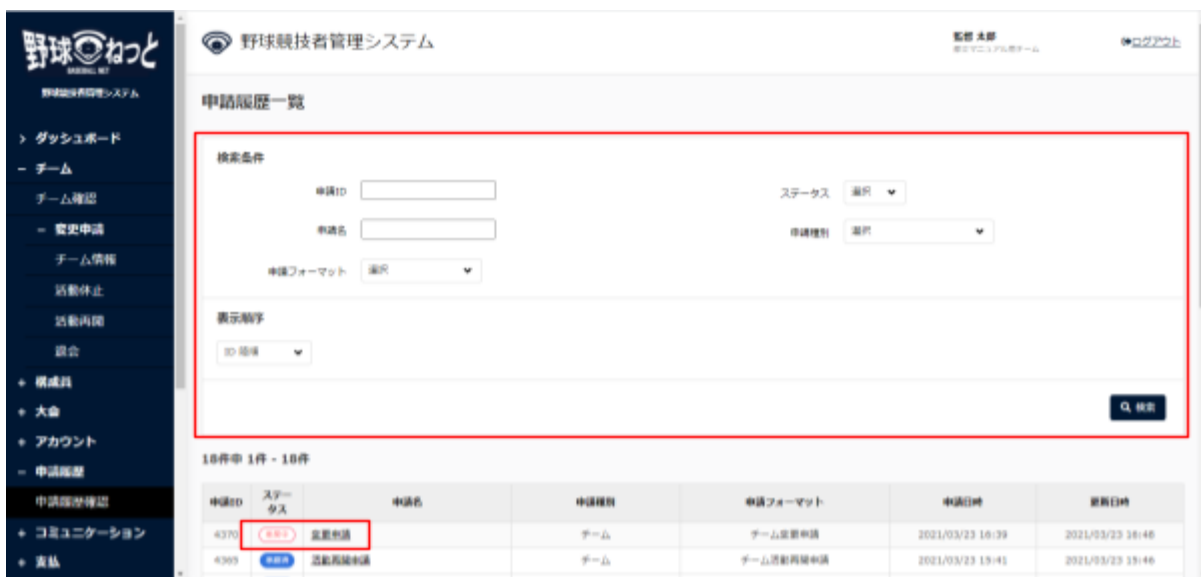 野球ねっと
BASEBALL NET
野球競技者管理システム
> ダッシュボード
− チーム
チーム確認
− 変更申請
チーム情報
活動休止
活動再開
退会
+ 構成員
+ 大会
+ アカウント
− 申請履歴
申請履歴確認
+ コミュニケーション
+ 支払
野球競技者管理システム
監督 太郎
ログアウト
申請履歴一覧
検索条件
申請ID
ステータス 選択
申請名
申請種別 選択
申請フォーマット 選択
表示順序
ID 降順
検索
18件中 1件 - 18件
申請ID ステー
タス 申請名 申請種別 申請フォーマット 申請日時 更新日時
4370 変更申請 チーム チーム変更申請 2021/03/23 16:39 2021/03/23 16:48
4369 活動再開申請 チーム チーム活動再開申請 2021/03/23 15:41 2021/03/23 15:46